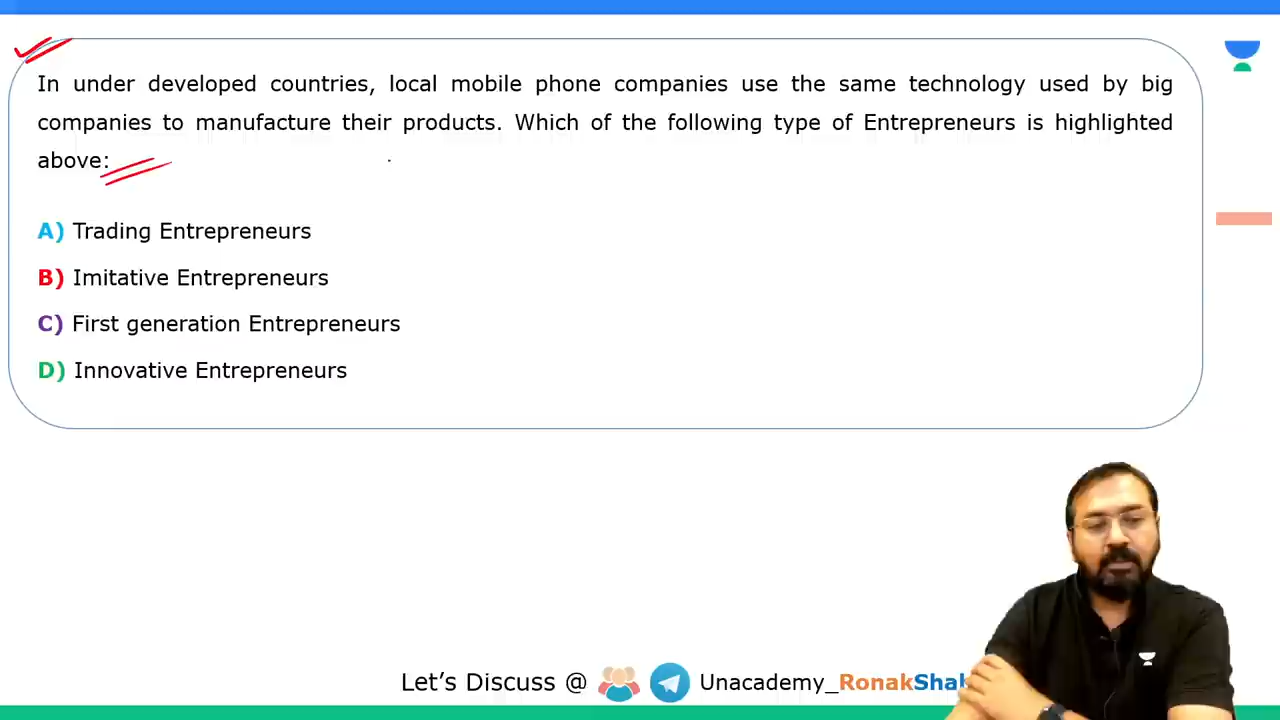 In under developed countries, local mobile phone companies use the same technology used by big
companies to manufacture their products. Which of the following type of Entrepreneurs is highlighted
above:
A) Trading Entrepreneurs
B) Imitative Entrepreneurs
C) First generation Entrepreneurs
D) Innovative Entrepreneurs
Let's Discuss @ Unacademy_RonakShah